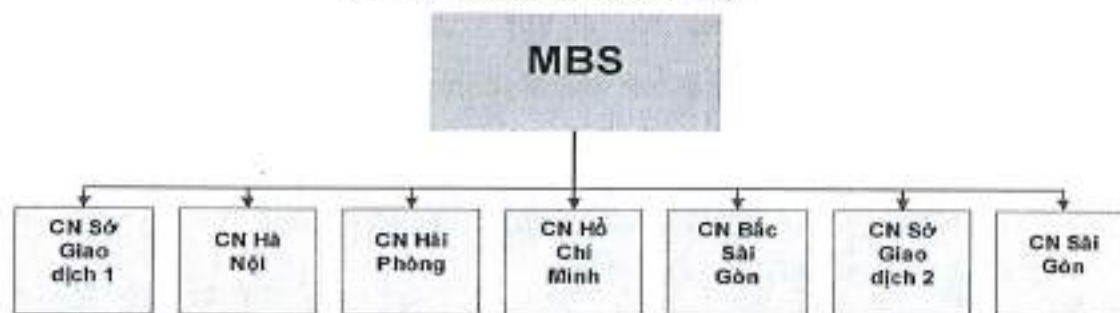 MBS
CN Sở
Giao
dịch 1
CN Hà
Nội
CN Hải
Phòng
CN Hồ
Chí
Minh
CN Bắc
Sài
Gòn
CN Sở
Giao
dịch 2
CN Sài
Gòn